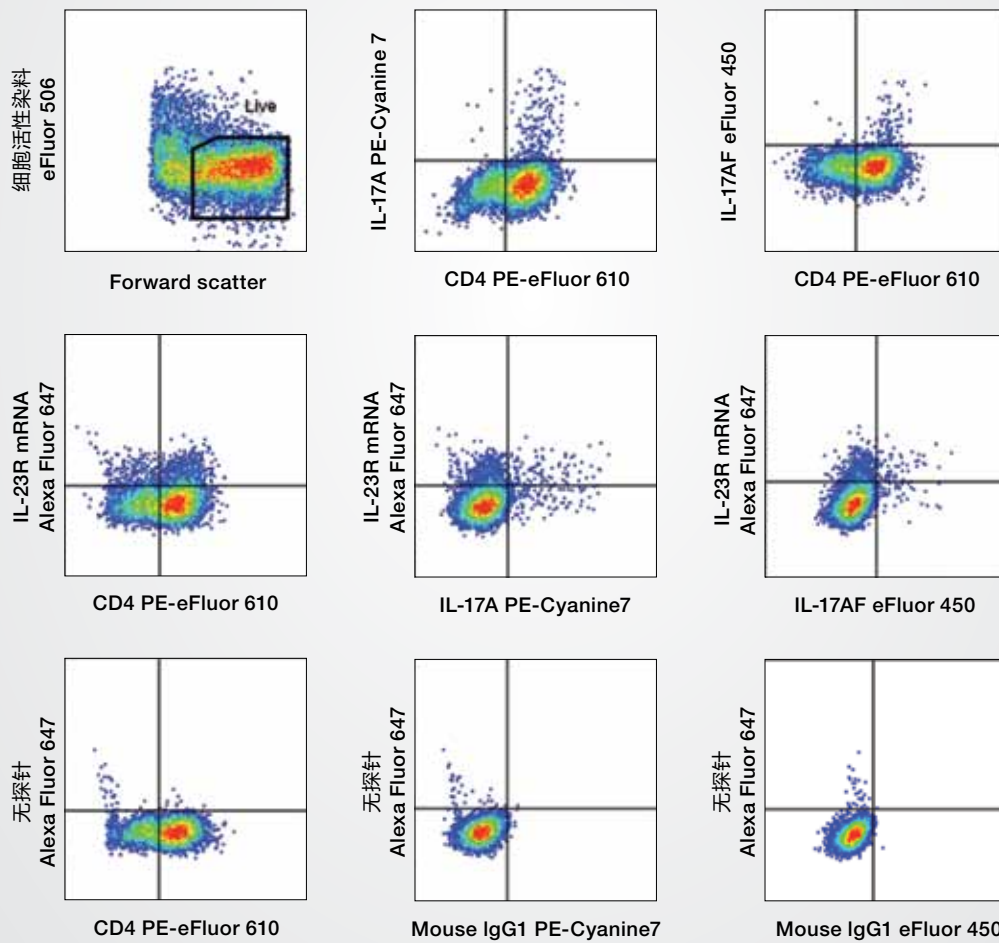 细胞活性染料
eFluor 506
Live
Forward scatter
IL-17A PE-Cyanine 7
CD4 PE-eFluor 610
IL-17AF eFluor 450
CD4 PE-eFluor 610
IL-23R mRNA
Alexa Fluor 647
CD4 PE-eFluor 610
IL-23R mRNA
Alexa Fluor 647
IL-17A PE-Cyanine7
IL-23R mRNA
Alexa Fluor 647
IL-17AF eFluor 450
无探针
Alexa Fluor 647
CD4 PE-eFluor 610
无探针
Alexa Fluor 647
Mouse IgG1 PE-Cyanine7
无探针
Alexa Fluor 647
Mouse IgG1 eFluor 450